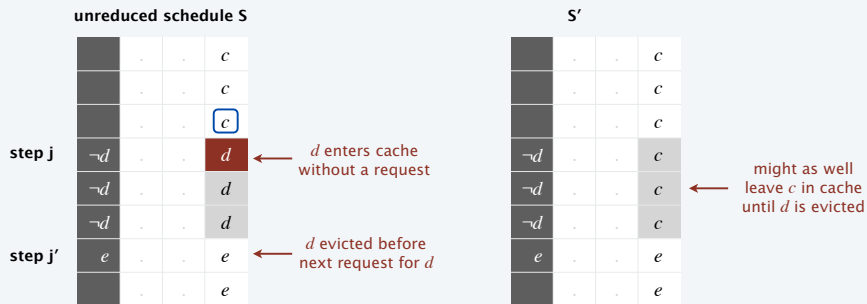 unreduced schedule S
S′
. . c . . c
. . c . . c
. . c . . c
step j ¬d . . d ¬d . . c
d enters cache
without a request
¬d . . d ¬d . . c
might as well
leave c in cache
until d is evicted
¬d . . d ¬d . . c
step j′ e . . e e . . e
d evicted before
next request for d
. . e . . e